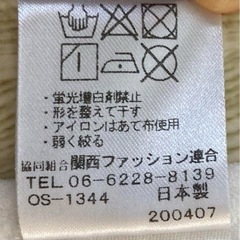 ・蛍光増白剤禁止
・形を整えて干す
・アイロンはあて布使用
・弱く絞る
協同組合関西ファッション連合
TEL 06-6228-8139
OS-1344 日本製
200407